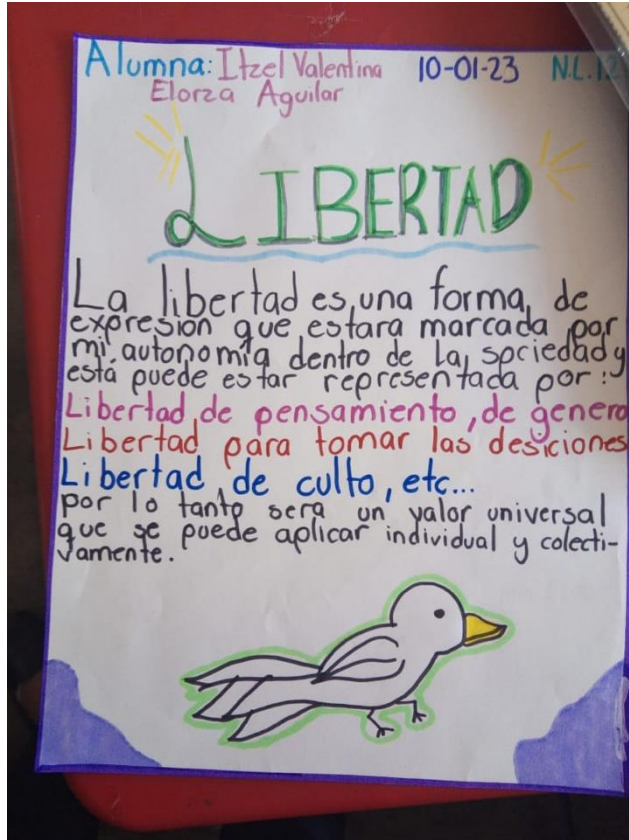 Alumna: Itzel Valentina 10-01-23 N.L.12
Elorza Aguilar
LIBERTAD
La libertad es una forma de
expresión que estara marcada por
mi autonomía dentro de la sociedad y
está puede estar representada por:
Libertad de pensamiento, de genero
Libertad para tomar las desiciones
Libertad de culto, etc...
por lo tanto sera un valor universal
que se puede aplicar individual y colecti-
vamente.